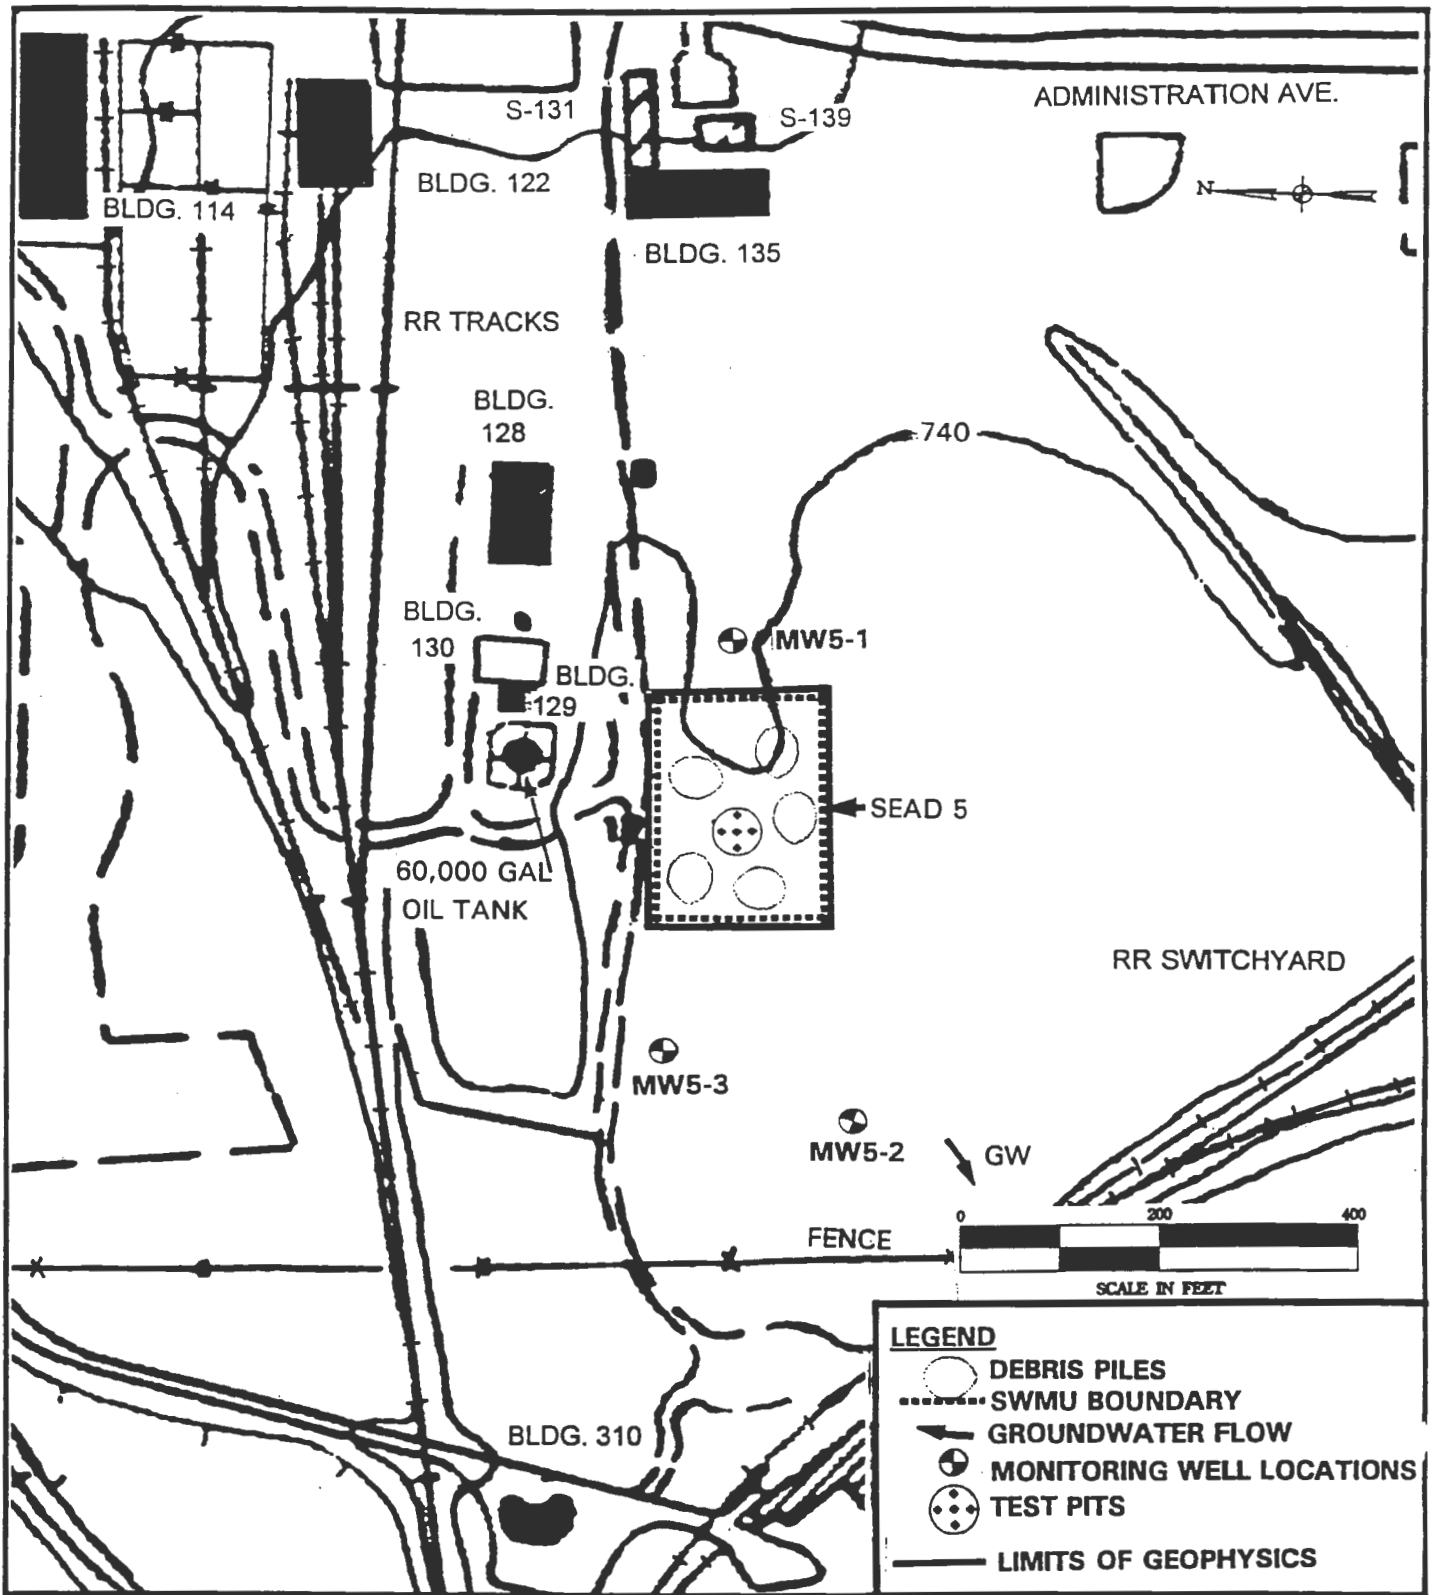 ADMINISTRATION AVE.
S-131
S-139
BLDG. 122
N
BLDG. 114
BLDG. 135
RR TRACKS
BLDG.
128
740
BLDG.
130
MW5-1
BLDG.
129
SEAD 5
60,000 GAL
OIL TANK
RR SWITCHYARD
MW5-3
MW5-2
GW
0 200 400
FENCE
SCALE IN FEET
LEGEND
DEBRIS PILES
SWMU BOUNDARY
GROUNDWATER FLOW
MONITORING WELL LOCATIONS
TEST PITS
LIMITS OF GEOPHYSICS
BLDG. 310